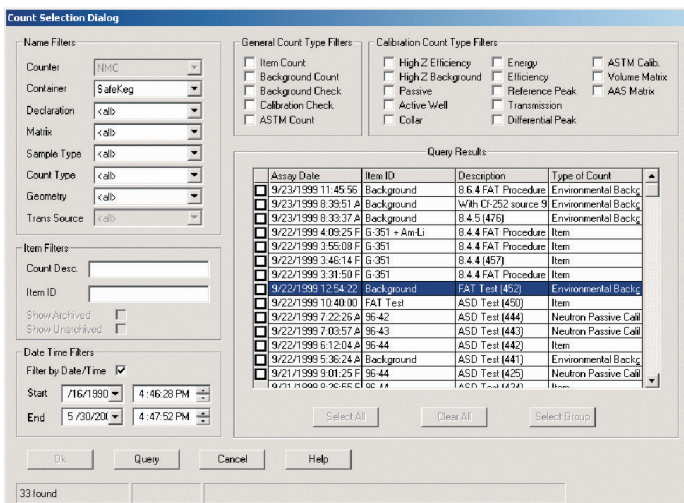 Count Selection Dialog
Name Filters
Counter NMC
Container SafeKeg
Declaration <all>
Matrix <all>
Sample Type <all>
Count Type <all>
Geometry <all>
Trans Source <all>
Item Filters
Count Desc.
Item ID
Show Archived
Show Unarchived
Date Time Filters
Filter by Date/Time
Start /16/1990 4:46:28 PM
End 5/30/200 4:47:52 PM
General Count Type Filters
Item Count
Background Count
Background Check
Calibration Check
ASTM Count
Calibration Count Type Filters
High Z Efficiency
High Z Background
Passive
Active Well
Collar
Energy
Efficiency
Reference Peak
Transmission
Differential Peak
ASTM Calib.
Volume Matrix
AAS Matrix
Query Results
Assay Date Item ID Description Type of Count
9/23/1999 11:45:56 Background 8.6.4 FAT Procedure Environmental Backg
9/23/1999 8:39:51 A Background With Cf-252 source 9 Environmental Backg
9/23/1999 8:33:37 A Background 8.4.5 (476) Environmental Backg
9/22/1999 4:09:25 F G-351 + Am-Li 8.4.4 FAT Procedure Item
9/22/1999 3:55:08 F G-351 8.4.4 FAT Procedure Item
9/22/1999 3:46:14 F G-351 8.4.4 (457) Item
9/22/1999 3:31:50 F G-351 8.4.4 FAT Procedure Item
9/22/1999 12:54:22 Background FAT Test (452) Environmental Backg
9/22/1999 10:40:00 FAT Test ASD Test (450) Item
9/22/1999 7:22:26 A 96-42 ASD Test (444) Neutron Passive Cali
9/22/1999 7:03:57 A 96-43 ASD Test (443) Neutron Passive Cali
9/22/1999 6:12:04 A 96-44 ASD Test (442) Item
9/22/1999 5:36:24 A Background ASD Test (441) Environmental Backg
9/21/1999 9:01:25 F 96-44 ASD Test (425) Neutron Passive Cali
9/21/1999 8:26:55 F 96-44 ASD Test (424) Item
Select All
Clear All
Select Group
Ok
Query
Cancel
Help
33 found